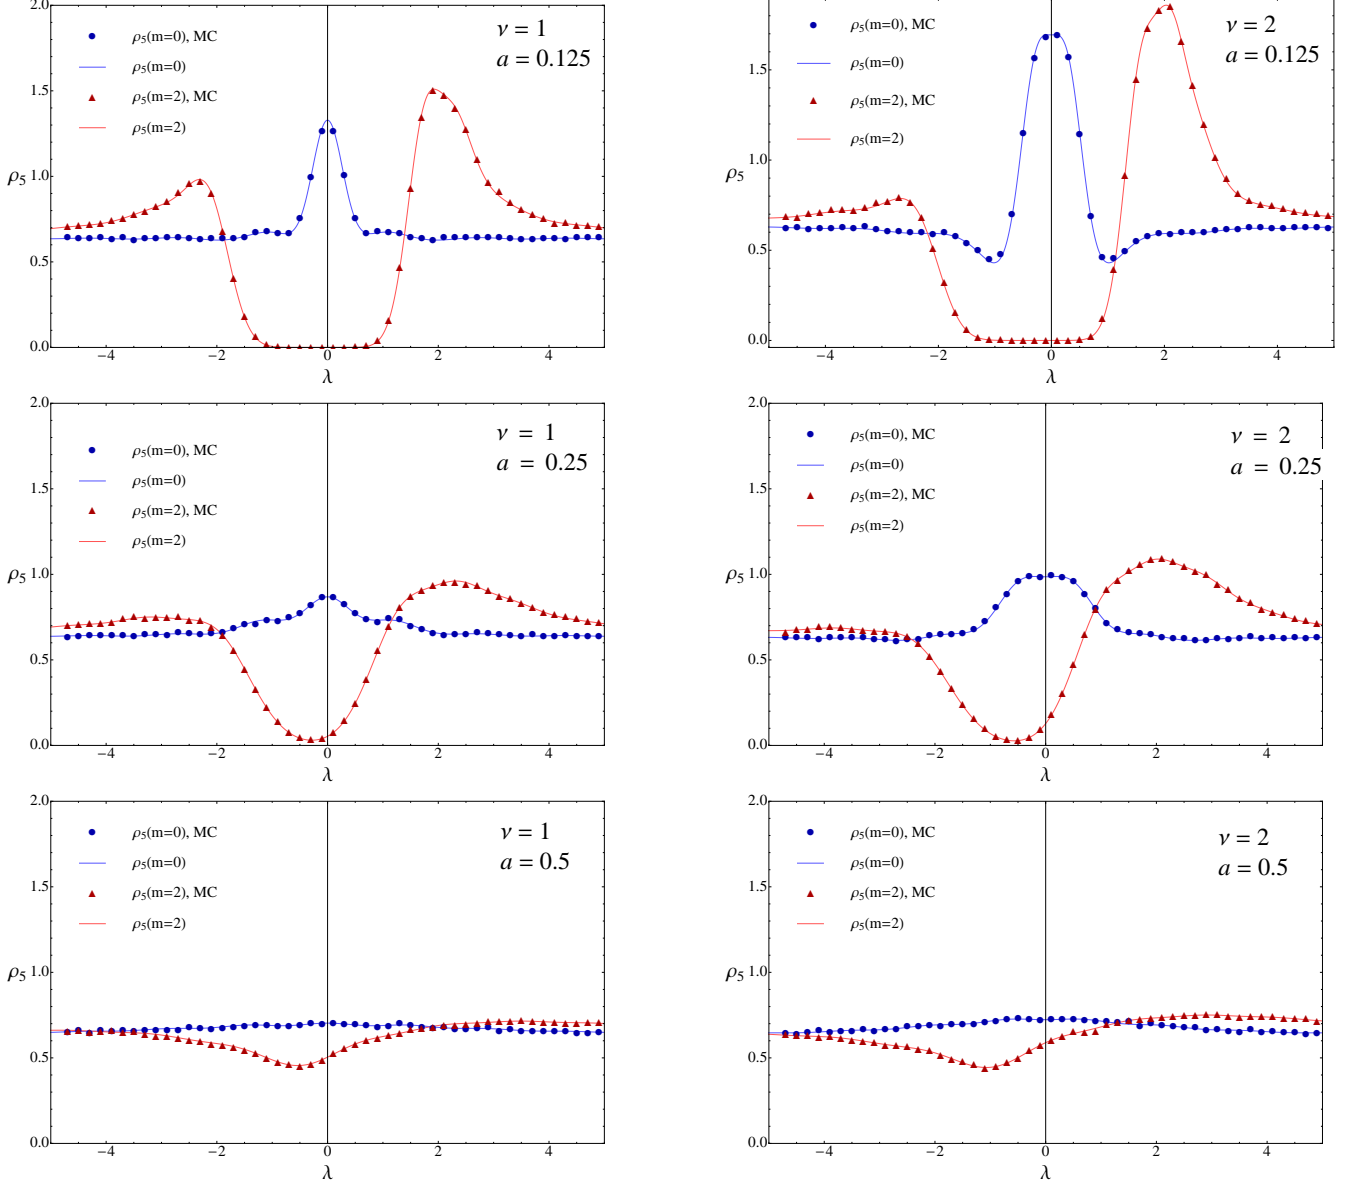 2.0
1.5
1.0
0.5
0.0
ρ5
ρ5(m=0), MC
ρ5(m=0)
ρ5(m=2), MC
ρ5(m=2)
ν = 1
a = 0.125
−4
−2
0
2
4
λ
1.5
1.0
0.5
0.0
ρ5
ρ5(m=0), MC
ρ5(m=0)
ρ5(m=2), MC
ρ5(m=2)
ν = 2
a = 0.125
−4
−2
0
2
4
λ
2.0
1.5
1.0
0.5
0.0
ρ5
ρ5(m=0), MC
ρ5(m=0)
ρ5(m=2), MC
ρ5(m=2)
ν = 1
a = 0.25
−4
−2
0
2
4
λ
2.0
1.5
1.0
0.5
0.0
ρ5
ρ5(m=0), MC
ρ5(m=0)
ρ5(m=2), MC
ρ5(m=2)
ν = 2
a = 0.25
−4
−2
0
2
4
λ
2.0
1.5
1.0
0.5
0.0
ρ5
ρ5(m=0), MC
ρ5(m=0)
ρ5(m=2), MC
ρ5(m=2)
ν = 1
a = 0.5
−4
−2
0
2
4
λ
2.0
1.5
1.0
0.5
0.0
ρ5
ρ5(m=0), MC
ρ5(m=0)
ρ5(m=2), MC
ρ5(m=2)
ν = 2
a = 0.5
−4
−2
0
2
4
λ